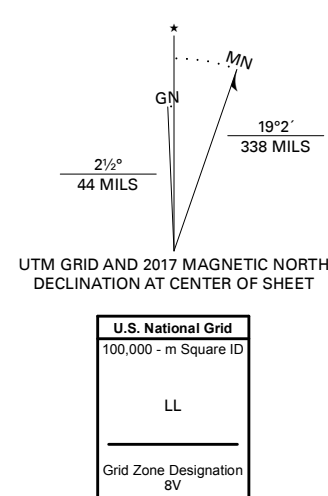 ★
MN
GN
19°2´
338 MILS
2½°
44 MILS
UTM GRID AND 2017 MAGNETIC NORTH
DECLINATION AT CENTER OF SHEET
U.S. National Grid
100,000 - m Square ID
LL
Grid Zone Designation
8V